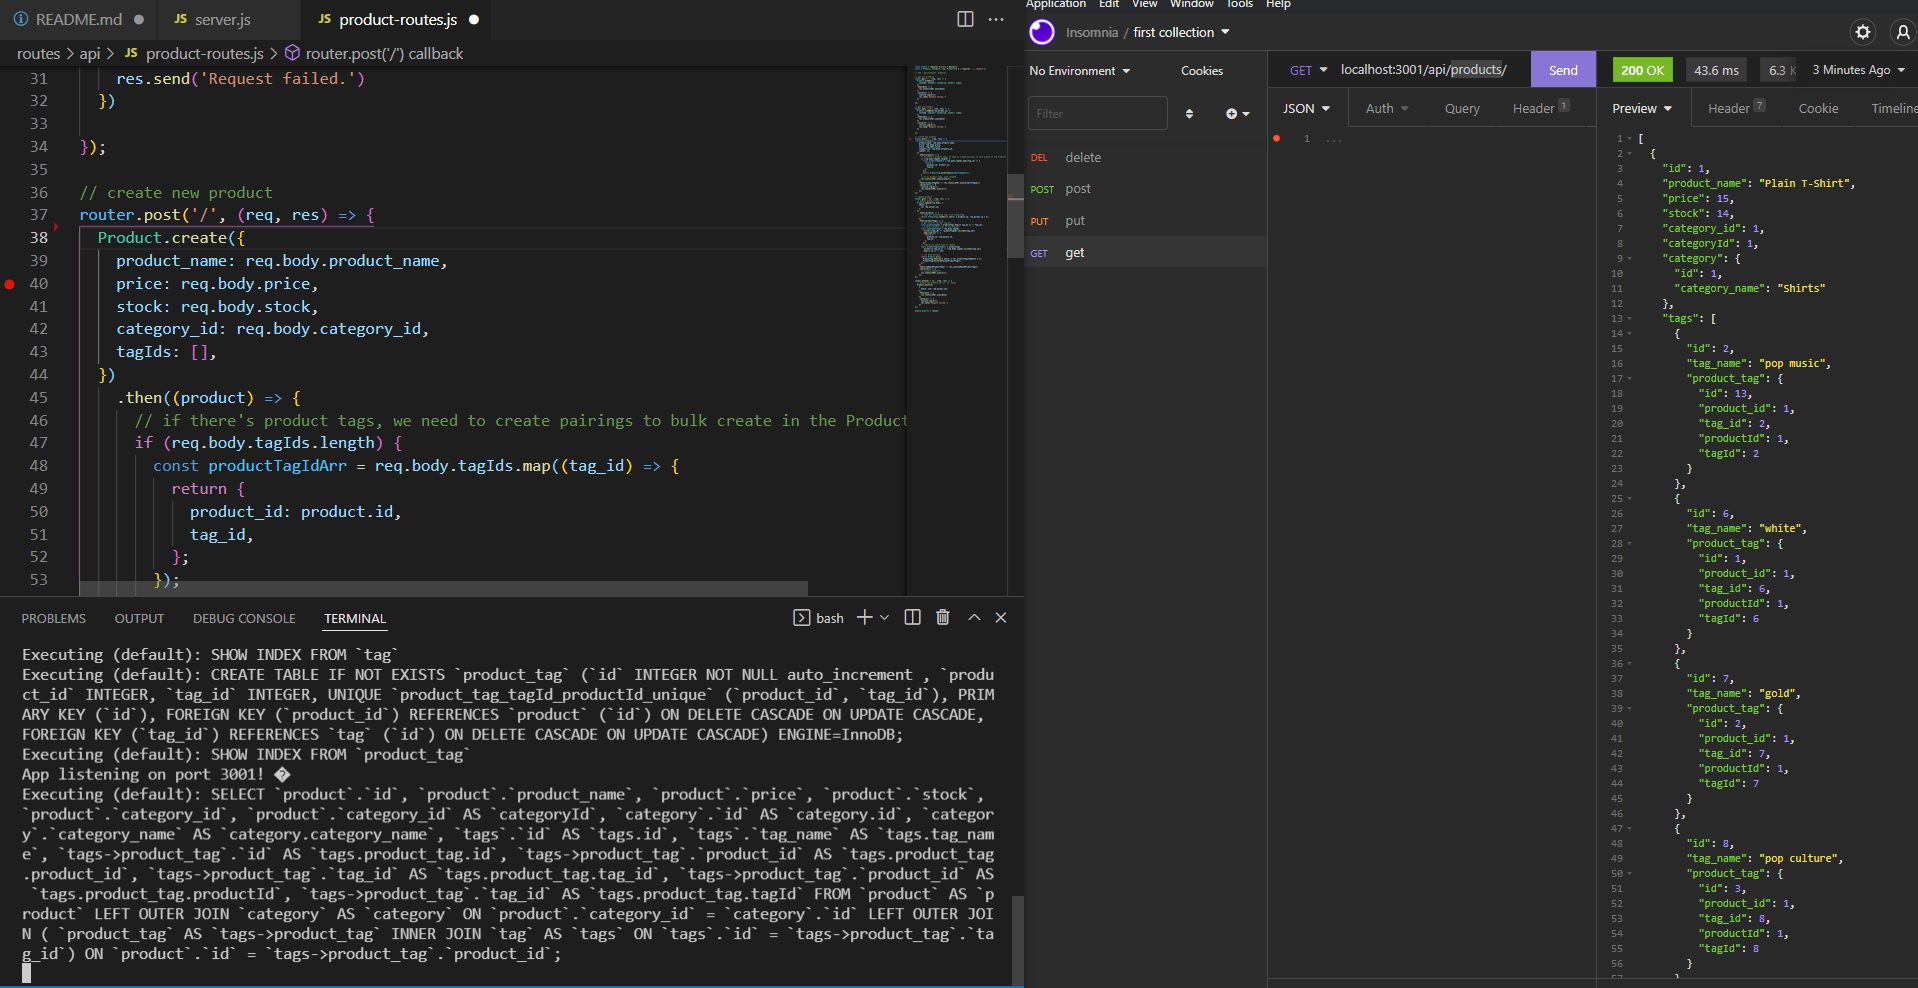 README.md
JS server.js
JS product-routes.js
routes > api > JS product-routes.js > router.post('/') callback
31 res.send('Request failed.')
32 })
33
34 });
35
36 // create new product
37 router.post('/', (req, res) => {
38 Product.create({
39 product_name: req.body.product_name,
40 price: req.body.price,
41 stock: req.body.stock,
42 category_id: req.body.category_id,
43 tagIds: [],
44 })
45 .then((product) => {
46 // if there's product tags, we need to create pairings to bulk create in the Product
47 if (req.body.tagIds.length) {
48 const productTagIdArr = req.body.tagIds.map((tag_id) => {
49 return {
50 product_id: product.id,
51 tag_id,
52 };
53 });
PROBLEMS OUTPUT DEBUG CONSOLE TERMINAL
bash
Executing (default): SHOW INDEX FROM `tag`
Executing (default): CREATE TABLE IF NOT EXISTS `product_tag` (`id` INTEGER NOT NULL auto_increment , `produ
ct_id` INTEGER, `tag_id` INTEGER, UNIQUE `product_tag_tagId_productId_unique` (`product_id`, `tag_id`), PRIM
ARY KEY (`id`), FOREIGN KEY (`product_id`) REFERENCES `product` (`id`) ON DELETE CASCADE ON UPDATE CASCADE,
FOREIGN KEY (`tag_id`) REFERENCES `tag` (`id`) ON DELETE CASCADE ON UPDATE CASCADE) ENGINE=InnoDB;
Executing (default): SHOW INDEX FROM `product_tag`
App listening on port 3001! �
Executing (default): SELECT `product`.`id`, `product`.`product_name`, `product`.`price`, `product`.`stock`,
`product`.`category_id`, `product`.`category_id` AS `categoryId`, `category`.`id` AS `category.id`, `categor
y`.`category_name` AS `category.category_name`, `tags`.`id` AS `tags.id`, `tags`.`tag_name` AS `tags.tag_nam
e`, `tags->product_tag`.`id` AS `tags.product_tag.id`, `tags->product_tag`.`product_id` AS `tags.product_tag
.product_id`, `tags->product_tag`.`tag_id` AS `tags.product_tag.tag_id`, `tags->product_tag`.`product_id` AS
`tags.product_tag.productId`, `tags->product_tag`.`tag_id` AS `tags.product_tag.tagId` FROM `product` AS `p
roduct` LEFT OUTER JOIN `category` AS `category` ON `product`.`category_id` = `category`.`id` LEFT OUTER JOI
N ( `product_tag` AS `tags->product_tag` INNER JOIN `tag` AS `tags` ON `tags`.`id` = `tags->product_tag`.`ta
g_id`) ON `product`.`id` = `tags->product_tag`.`product_id`;
Application Edit View Window Tools Help
Insomnia / first collection
No Environment
Cookies
Filter
DEL delete
POST post
PUT put
GET get
GET localhost:3001/api/products/
Send
JSON Auth Query Header 1
1 ...
200 OK 43.6 ms 6.3 K 3 Minutes Ago
Preview Header 7 Cookie Timeline
1 [
2 {
3 "id": 1,
4 "product_name": "Plain T-Shirt",
5 "price": 15,
6 "stock": 14,
7 "category_id": 1,
8 "categoryId": 1,
9 "category": {
10 "id": 1,
11 "category_name": "Shirts"
12 },
13 "tags": [
14 {
15 "id": 2,
16 "tag_name": "pop music",
17 "product_tag": {
18 "id": 13,
19 "product_id": 1,
20 "tag_id": 2,
21 "productId": 1,
22 "tagId": 2
23 }
24 },
25 {
26 "id": 6,
27 "tag_name": "white",
28 "product_tag": {
29 "id": 1,
30 "product_id": 1,
31 "tag_id": 6,
32 "productId": 1,
33 "tagId": 6
34 }
35 },
36 {
37 "id": 7,
38 "tag_name": "gold",
39 "product_tag": {
40 "id": 2,
41 "product_id": 1,
42 "tag_id": 7,
43 "productId": 1,
44 "tagId": 7
45 }
46 },
47 {
48 "id": 8,
49 "tag_name": "pop culture",
50 "product_tag": {
51 "id": 3,
52 "product_id": 1,
53 "tag_id": 8,
54 "productId": 1,
55 "tagId": 8
56 }